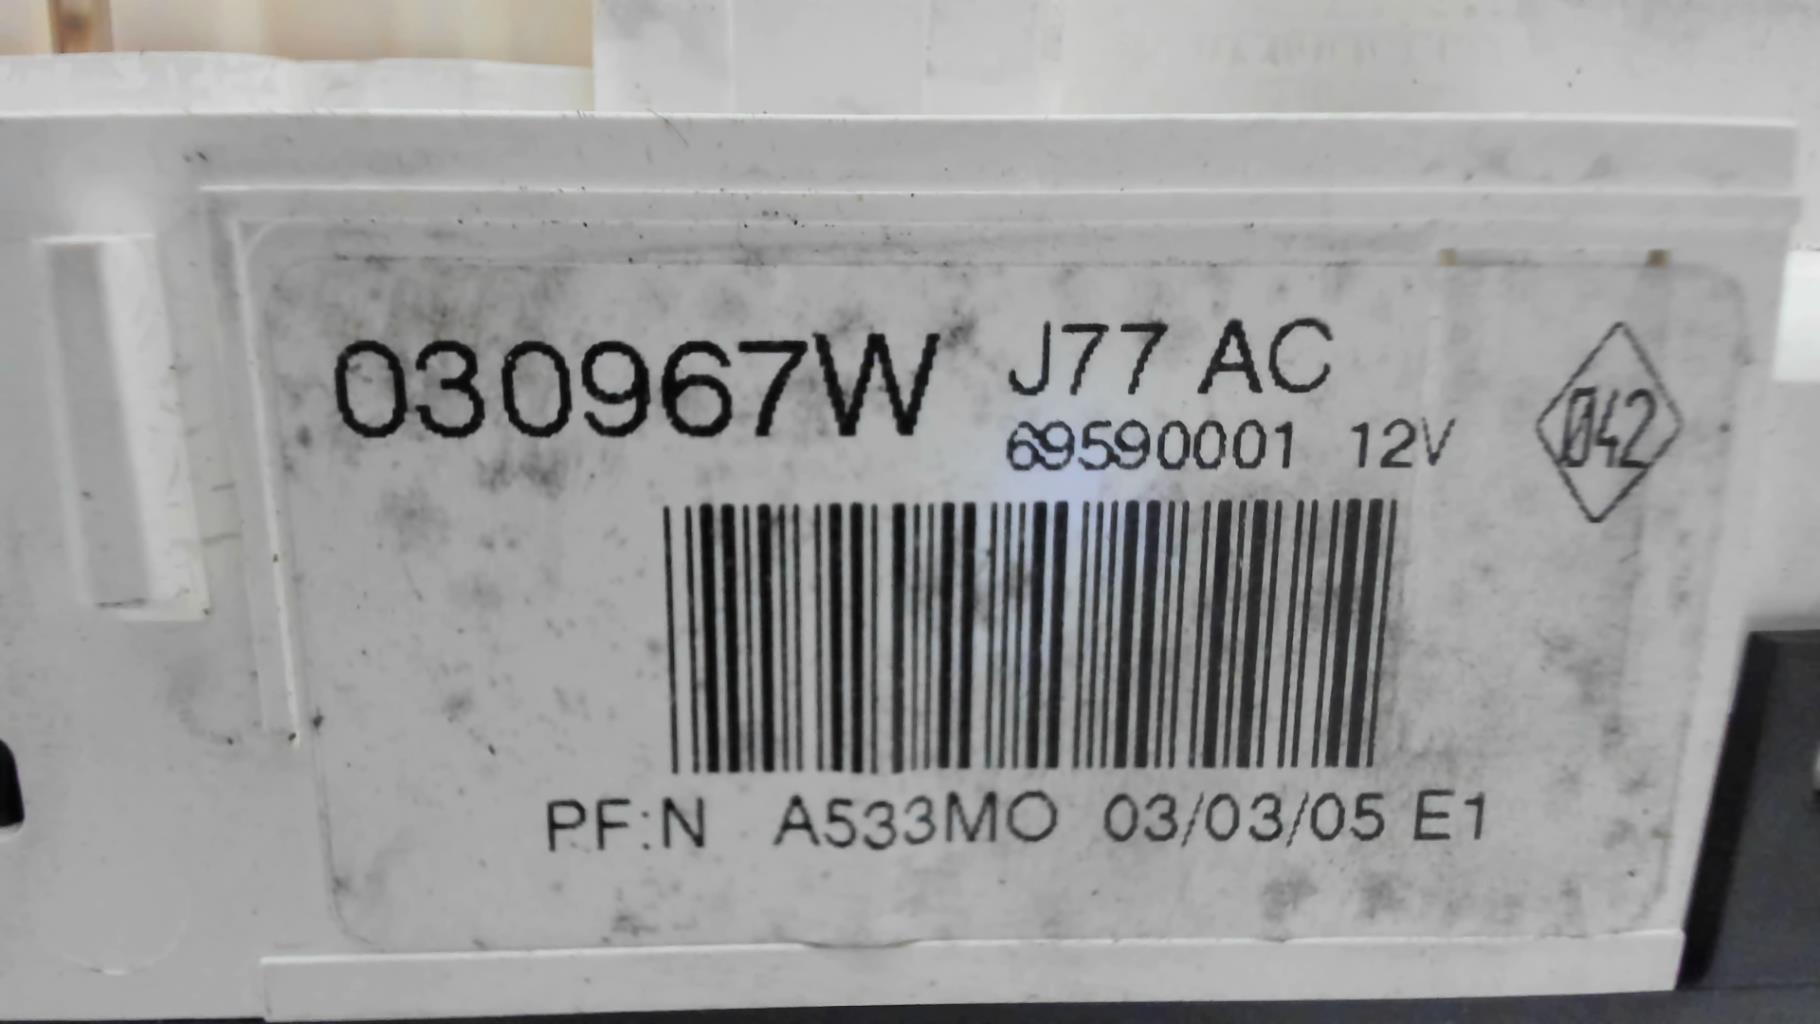 030967W J77 AC
69590001 12V
Ø42
PF:N A533MO 03/03/05 E1